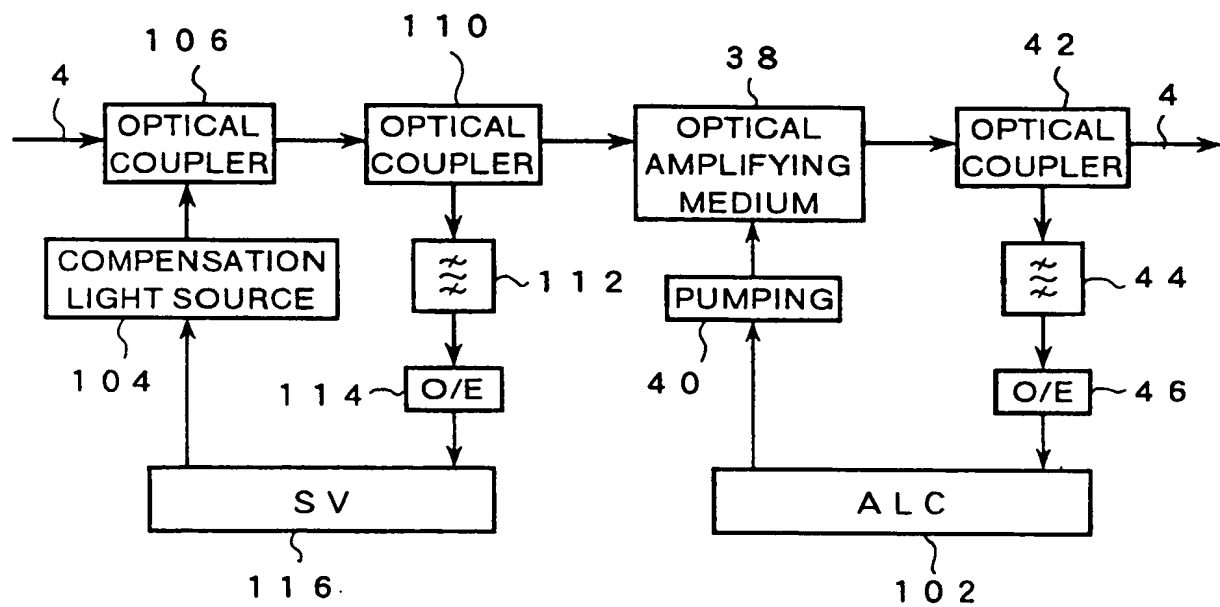 106
110
38
42
4
4
OPTICAL
COUPLER
OPTICAL
COUPLER
OPTICAL
AMPLIFYING
MEDIUM
OPTICAL
COUPLER
COMPENSATION
LIGHT SOURCE
112
PUMPING
44
104
114
O/E
40
O/E
46
SV
ALC
116
102